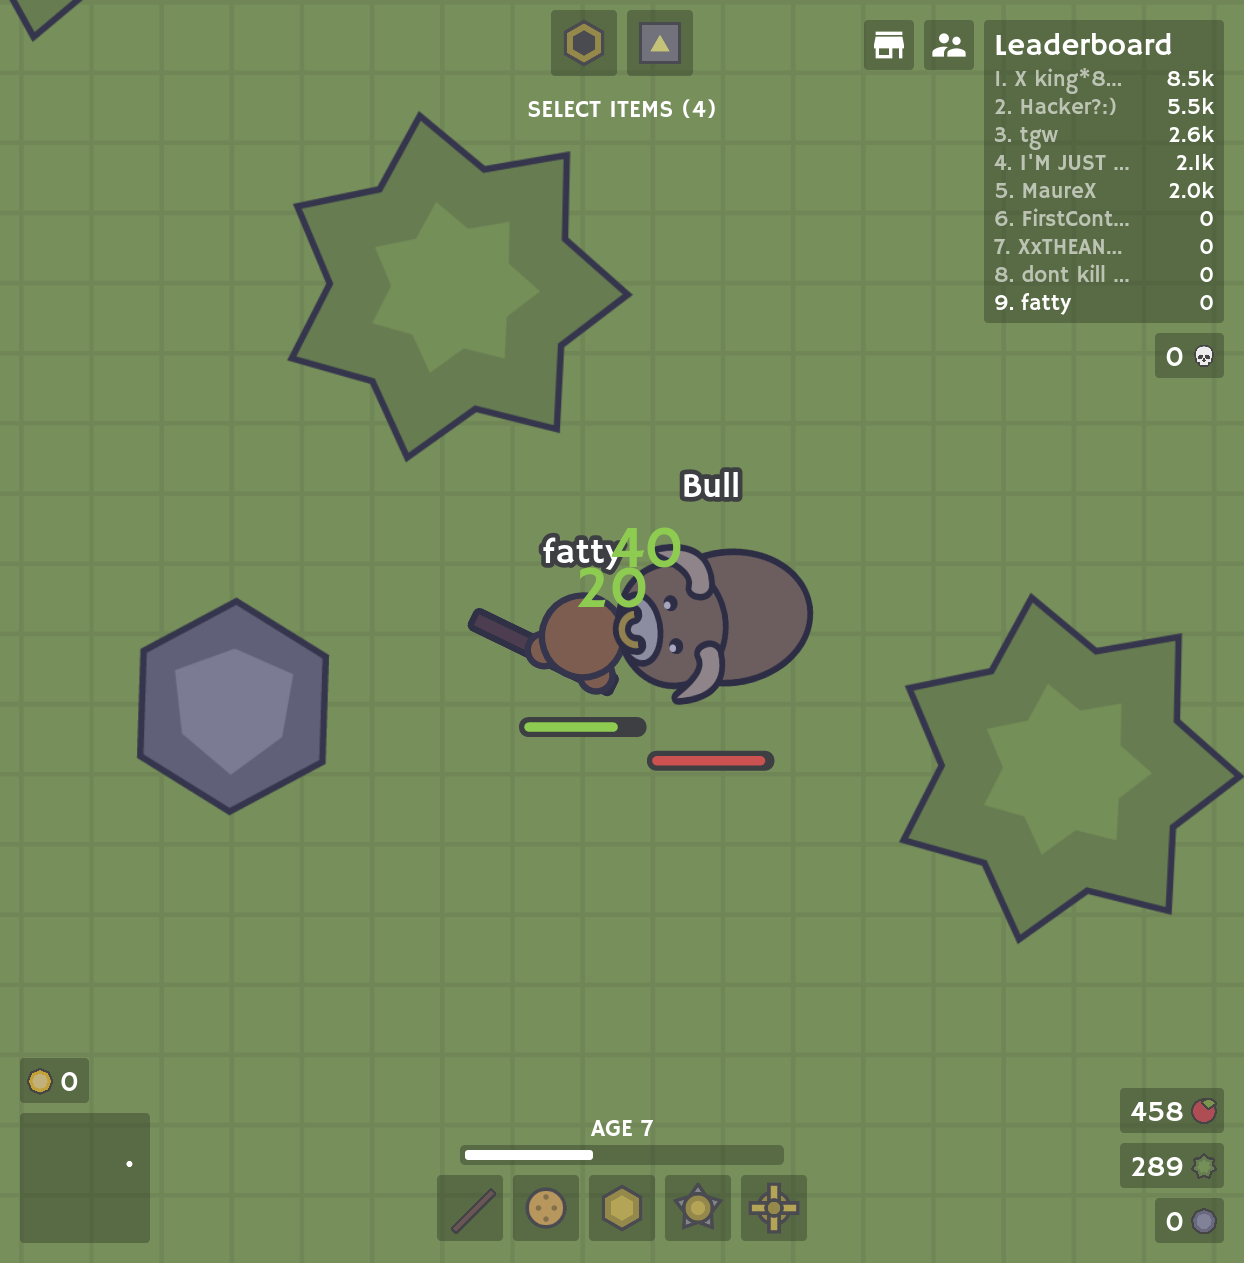 SELECT ITEMS (4)
Leaderboard
1. X king*8... 8.5k
2. Hacker?:) 5.5k
3. tgw 2.6k
4. I'M JUST ... 2.1k
5. MaureX 2.0k
6. FirstCont... 0
7. XxTHEAN... 0
8. dont kill ... 0
9. fatty 0
0
Bull
fatty
40
20
0
AGE 7
458
289
0